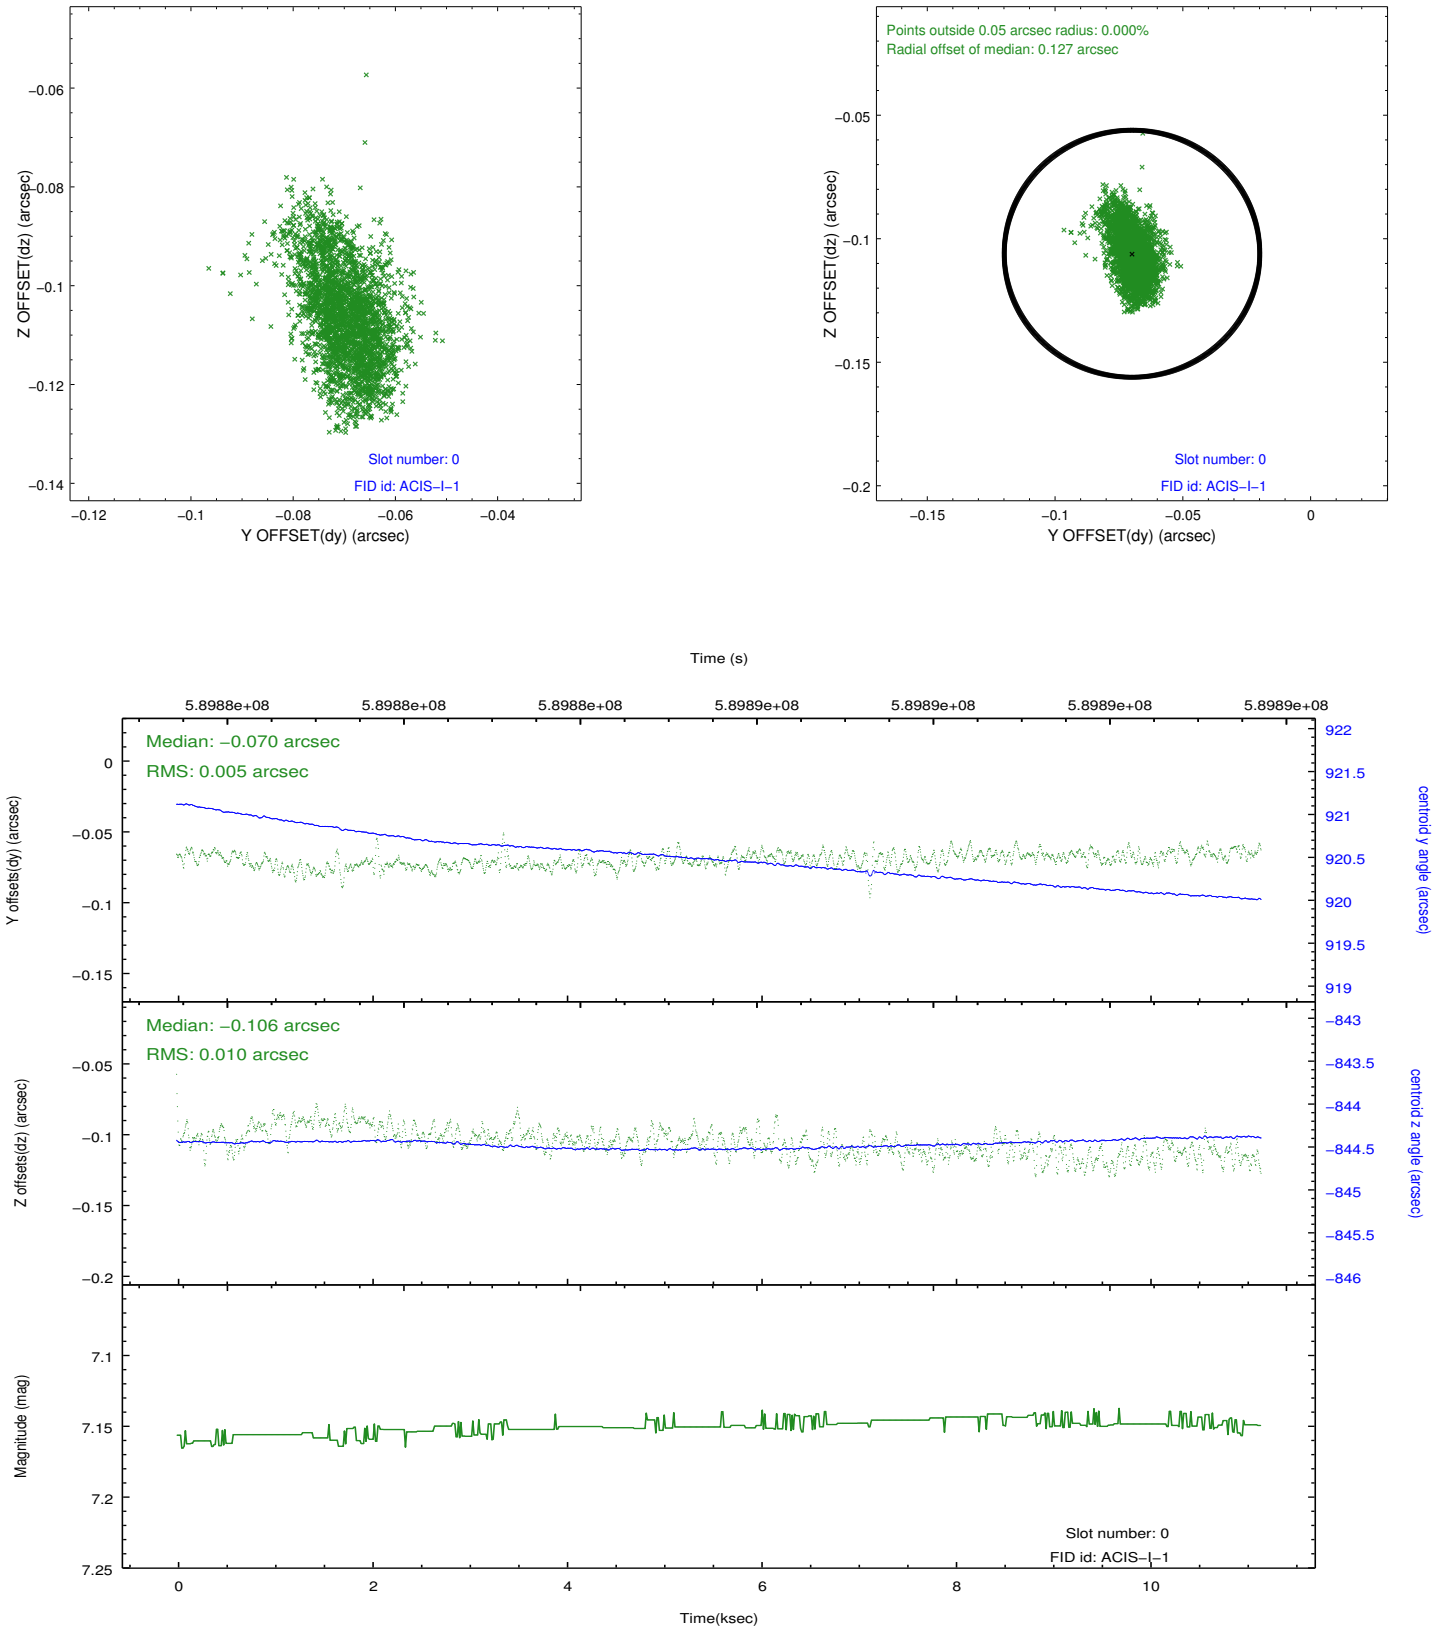 −0.06
−0.08
−0.1
−0.12
−0.14
Z OFFSET(dz) (arcsec)
Slot number: 0
FID id: ACIS−I−1
−0.12 −0.1 −0.08 −0.06 −0.04
Y OFFSET(dy) (arcsec)
Points outside 0.05 arcsec radius: 0.000%
Radial offset of median: 0.127 arcsec
−0.05
−0.1
−0.15
−0.2
Z OFFSET(dz) (arcsec)
Slot number: 0
FID id: ACIS−I−1
−0.15 −0.1 −0.05 0
Y OFFSET(dy) (arcsec)
Time (s)
5.8988e+08 5.8988e+08 5.8988e+08 5.8989e+08 5.8989e+08 5.8989e+08 5.8989e+08
Median: −0.070 arcsec
RMS: 0.005 arcsec
0
−0.05
−0.1
−0.15
Y offsets(dy) (arcsec)
922
921.5
921
920.5
920
919.5
919
centroid y angle (arcsec)
Median: −0.106 arcsec
RMS: 0.010 arcsec
−0.05
−0.1
−0.15
−0.2
Z offsets(dz) (arcsec)
−843
−843.5
−844
−844.5
−845
−845.5
−846
centroid z angle (arcsec)
7.1
7.15
7.2
7.25
Magnitude (mag)
Slot number: 0
FID id: ACIS−I−1
0 2 4 6 8 10
Time(ksec)